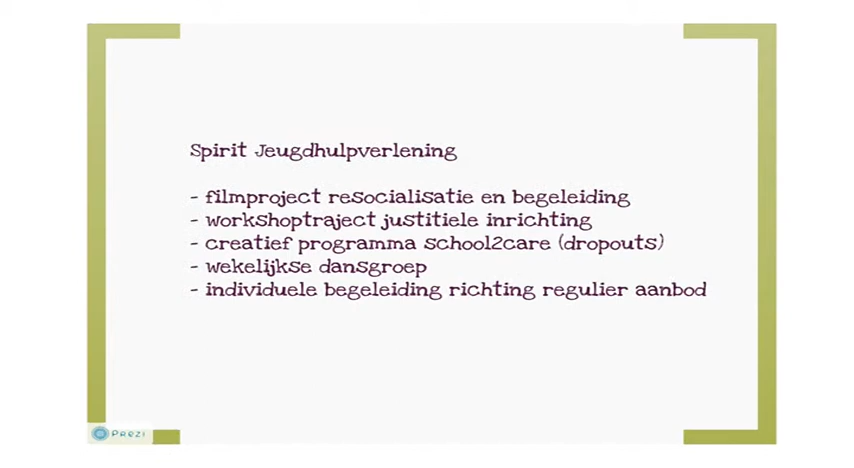 Spirit Jeugdhulpverlening
- filmproject resocialisatie en begeleiding
- workshoptraject justitiele inrichting
- creatief programma school2care (dropouts)
- wekelijkse dansgroep
- individuele begeleiding richting regulier aanbod
Prezi